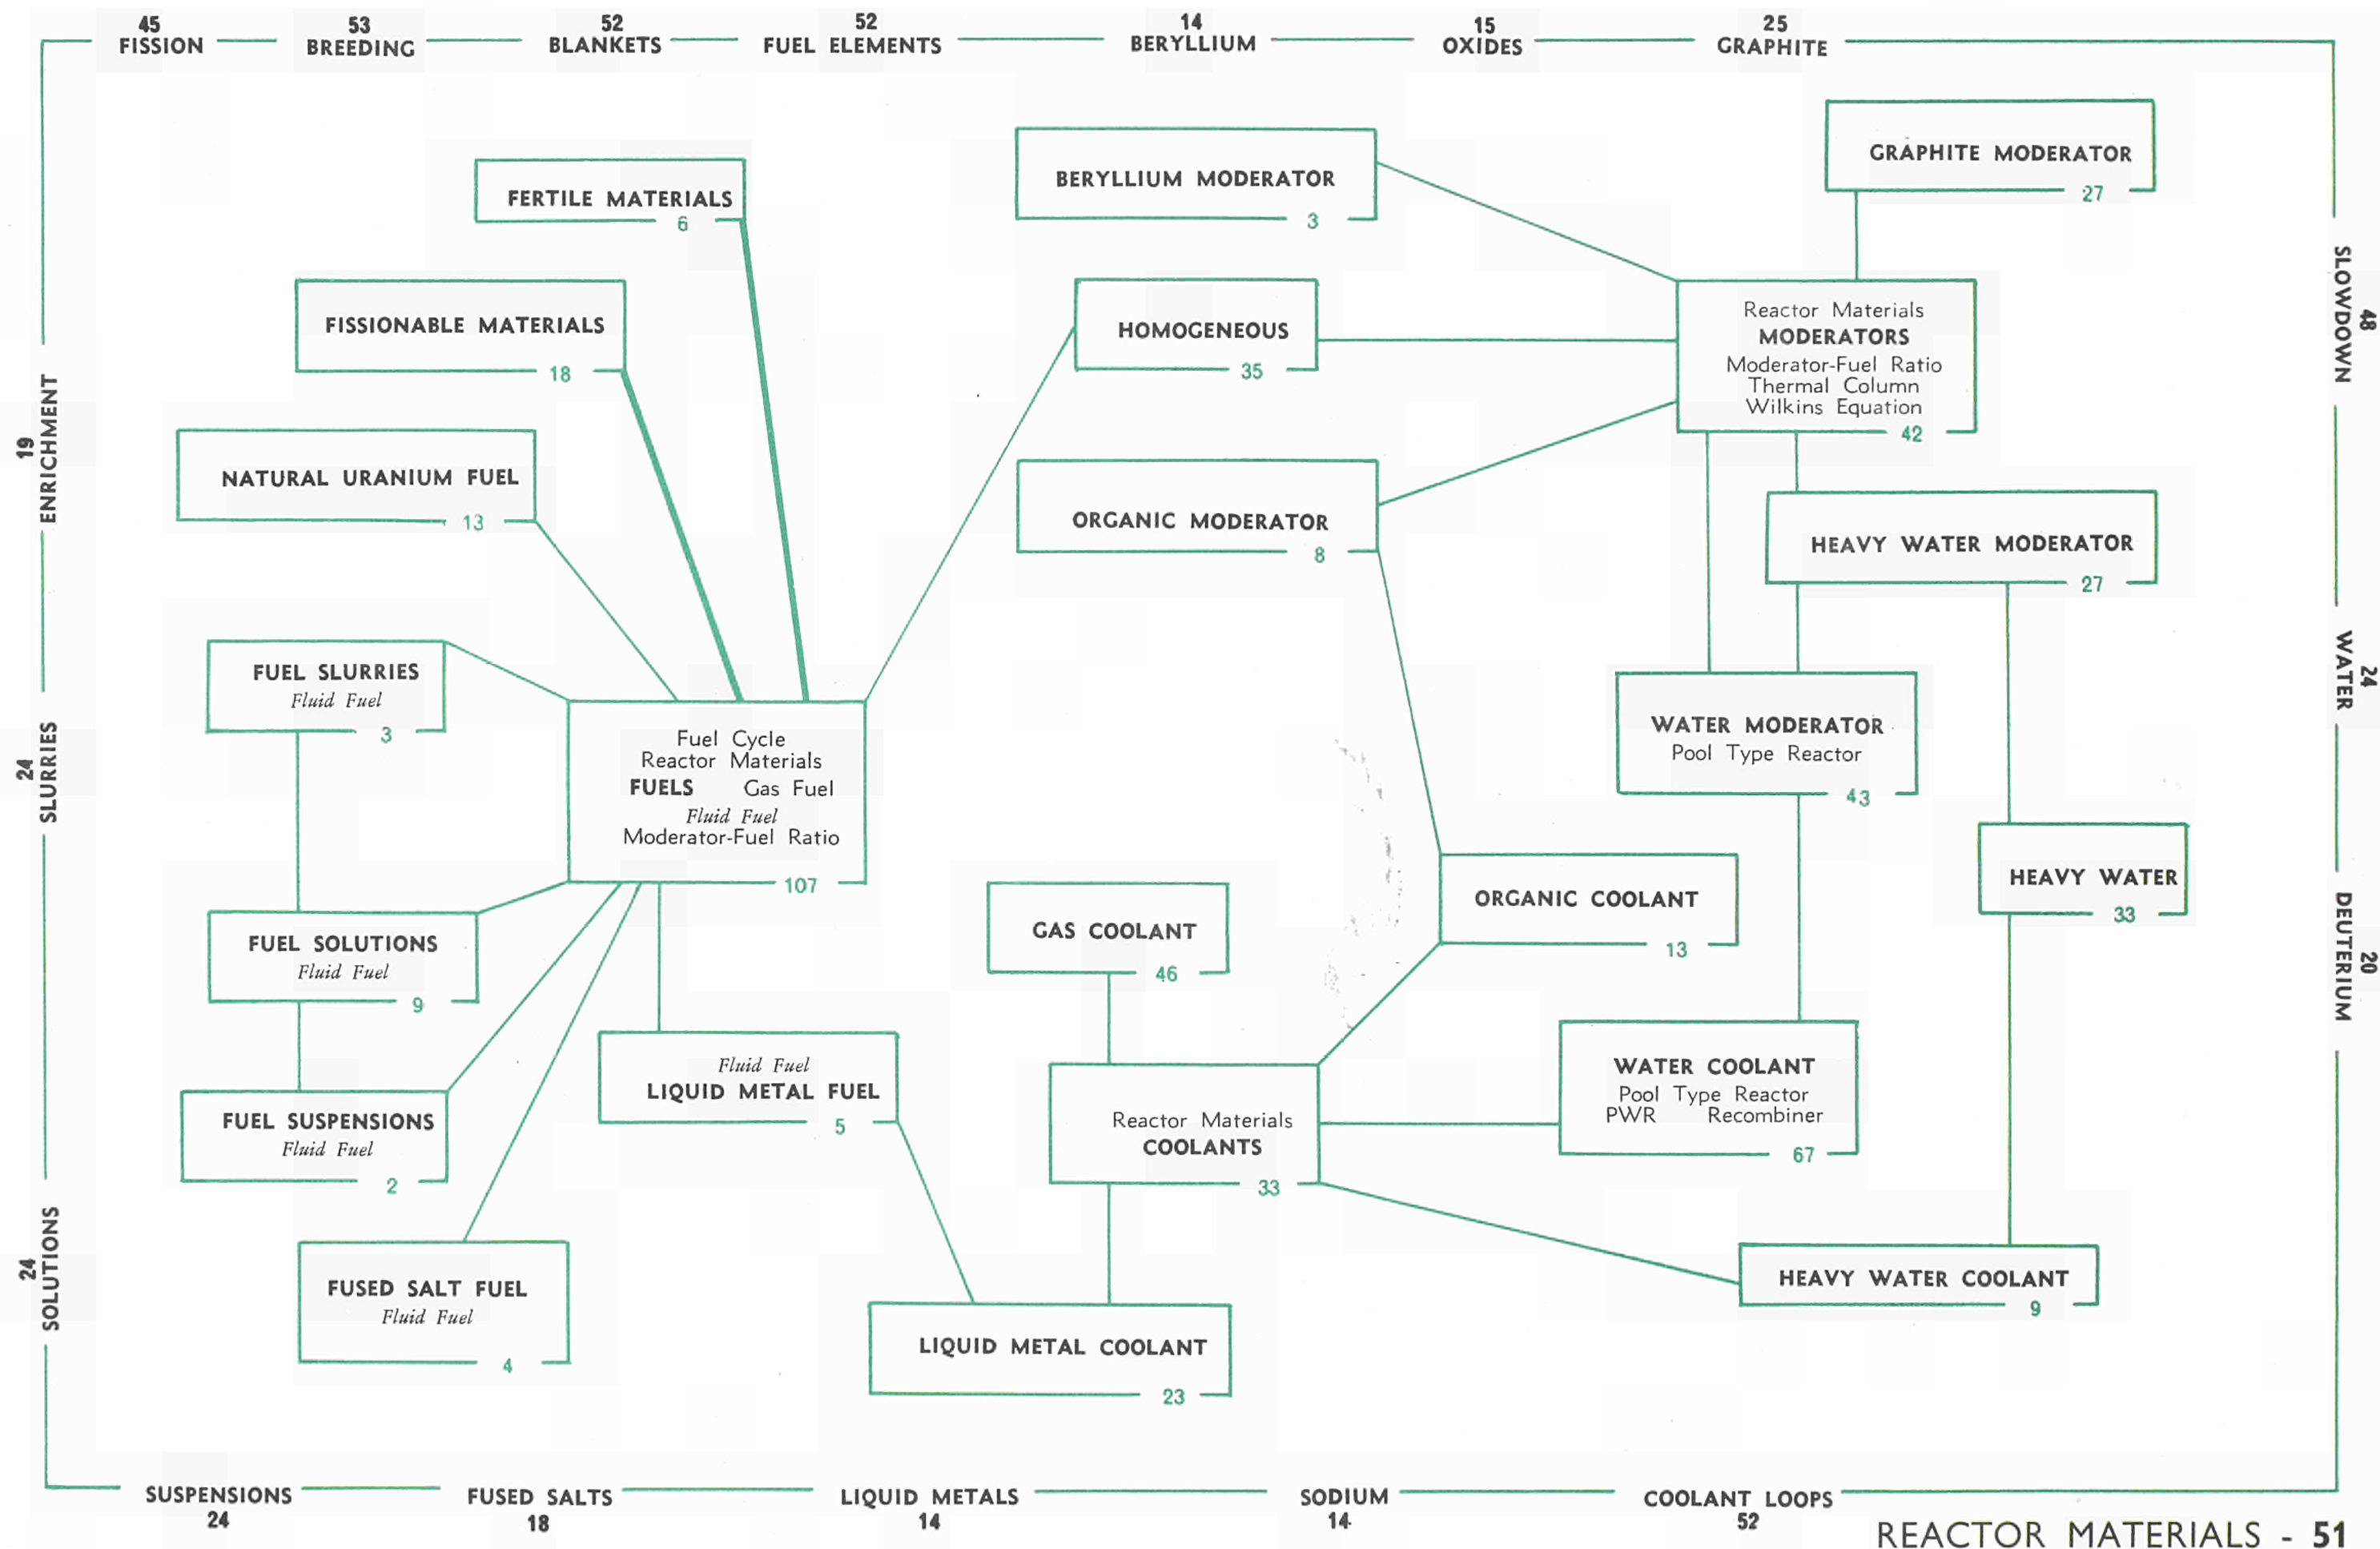 45
FISSION
53
BREEDING
52
BLANKETS
52
FUEL ELEMENTS
14
BERYLLIUM
15
OXIDES
25
GRAPHITE
19
ENRICHMENT
24
SLURRIES
24
SOLUTIONS
FERTILE MATERIALS
6
FISSIONABLE MATERIALS
18
NATURAL URANIUM FUEL
13
FUEL SLURRIES
Fluid Fuel
3
Fuel Cycle
Reactor Materials
FUELS Gas Fuel
Fluid Fuel
Moderator-Fuel Ratio
107
FUEL SOLUTIONS
Fluid Fuel
9
FUEL SUSPENSIONS
Fluid Fuel
2
FUSED SALT FUEL
Fluid Fuel
4
Fluid Fuel
LIQUID METAL FUEL
5
BERYLLIUM MODERATOR
3
GRAPHITE MODERATOR
27
HOMOGENEOUS
35
Reactor Materials
MODERATORS
Moderator-Fuel Ratio
Thermal Column
Wilkins Equation
42
ORGANIC MODERATOR
8
HEAVY WATER MODERATOR
27
WATER MODERATOR
Pool Type Reactor
43
HEAVY WATER
33
ORGANIC COOLANT
13
GAS COOLANT
46
Reactor Materials
COOLANTS
33
WATER COOLANT
Pool Type Reactor
PWR Recombiner
67
HEAVY WATER COOLANT
9
LIQUID METAL COOLANT
23
48
SLOWDOWN
24
WATER
20
DEUTERIUM
SUSPENSIONS
24
FUSED SALTS
18
LIQUID METALS
14
SODIUM
14
COOLANT LOOPS
52
REACTOR MATERIALS - 51